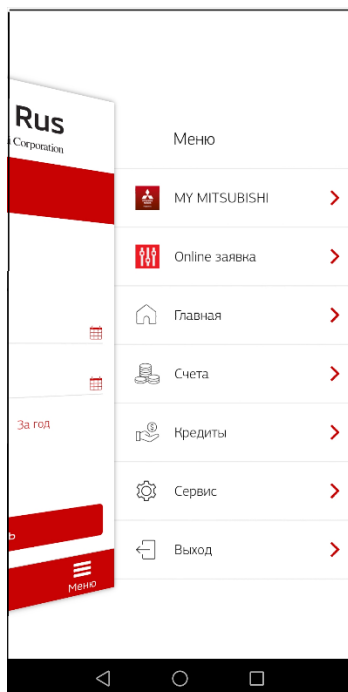 Rus
Corporation
За год
Меню
Меню
MY MITSUBISHI
Online заявка
Главная
Счета
Кредиты
Сервис
Выход